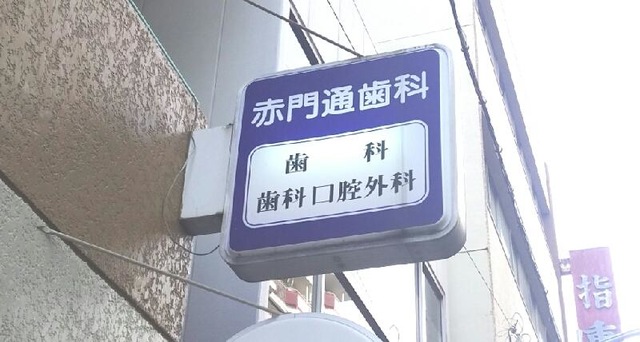 赤門通歯科
歯 科
歯科口腔外科
指